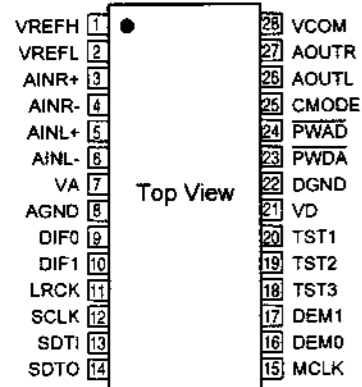 VREFH 1 28 VCOM
VREFL 2 27 AOUTR
AINR+ 3 26 AOUTL
AINR- 4 25 CMODE
AINL+ 5 24 PWAD
AINL- 6 23 PWDA
VA 7 22 DGND
Top View
AGND 8 21 VD
DIF0 9 20 TST1
DIF1 10 19 TST2
LRCK 11 18 TST3
SCLK 12 17 DEM1
SDTI 13 16 DEM0
SDTO 14 15 MCLK